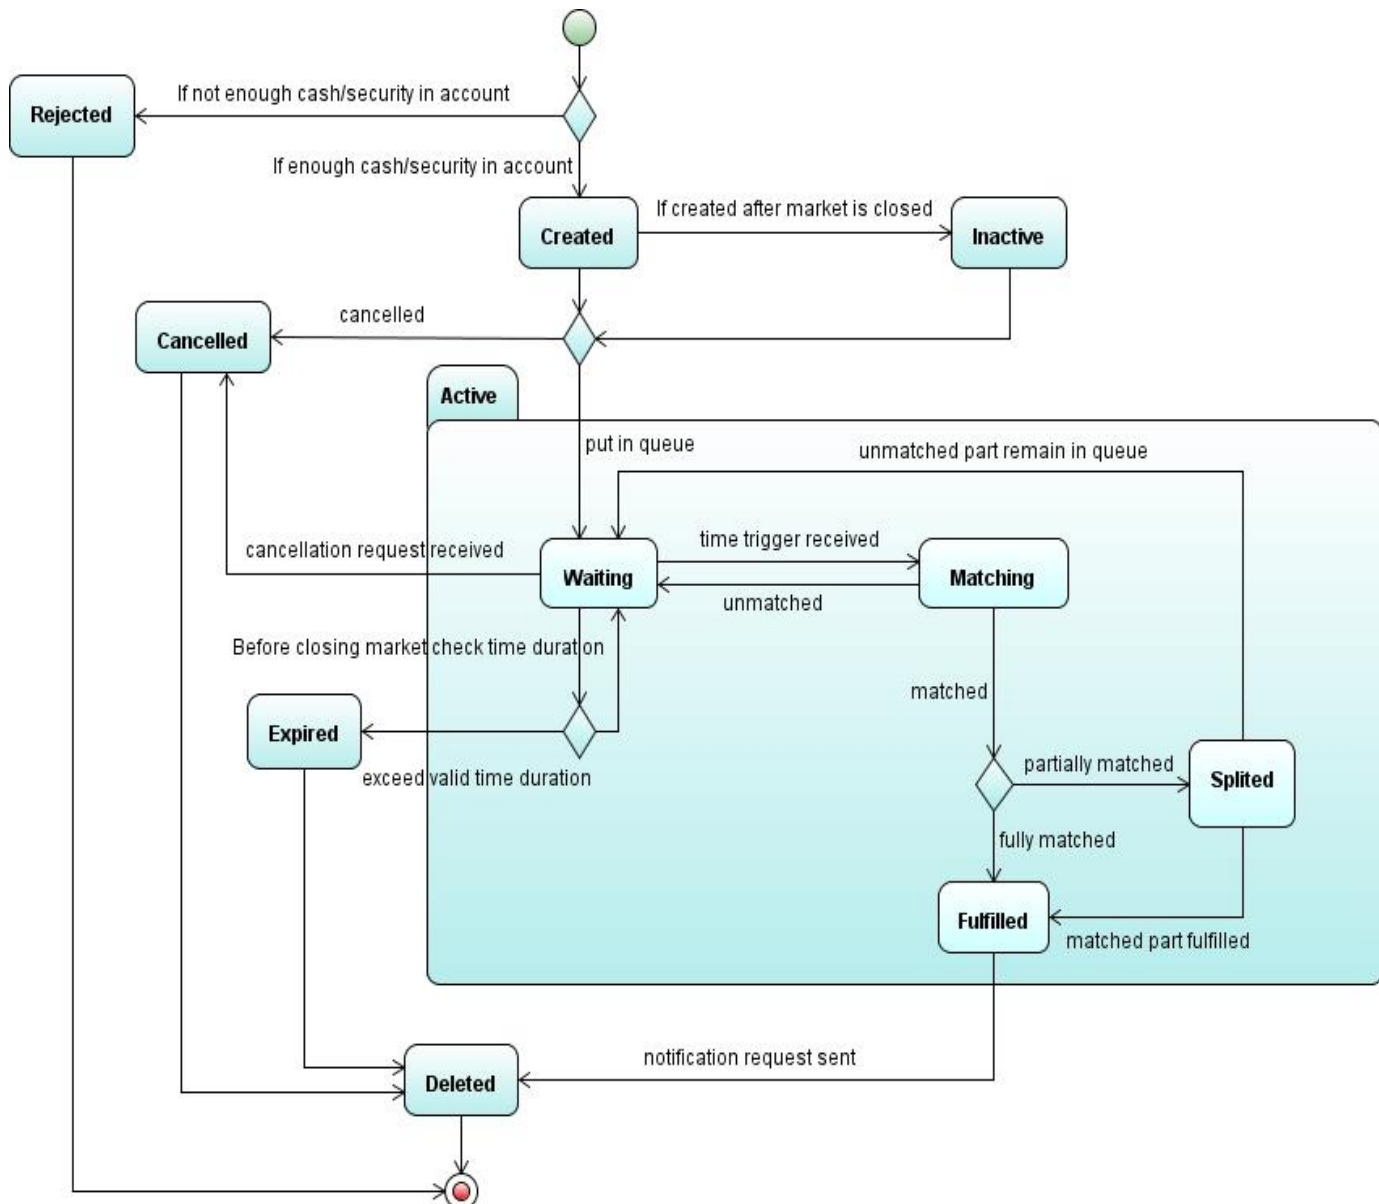 If not enough cash/security in account
Rejected
If enough cash/security in account
If created after market is closed
Created
Inactive
cancelled
Cancelled
Active
put in queue
unmatched part remain in queue
time trigger received
cancellation request received
Waiting
Matching
unmatched
Before closing market check time duration
matched
Expired
partially matched
exceed valid time duration
Splited
fully matched
Fulfilled
matched part fulfilled
notification request sent
Deleted